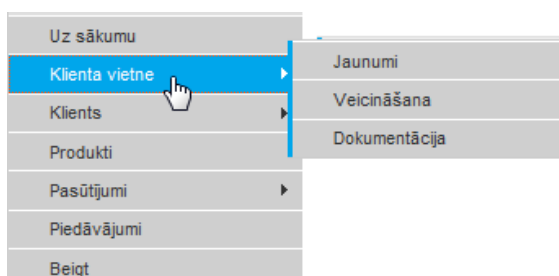 Uz sākumu
Klienta vietne
Klients
Produkti
Pasūtījumi
Piedāvājumi
Beigt
Jaunumi
Veicināšana
Dokumentācija